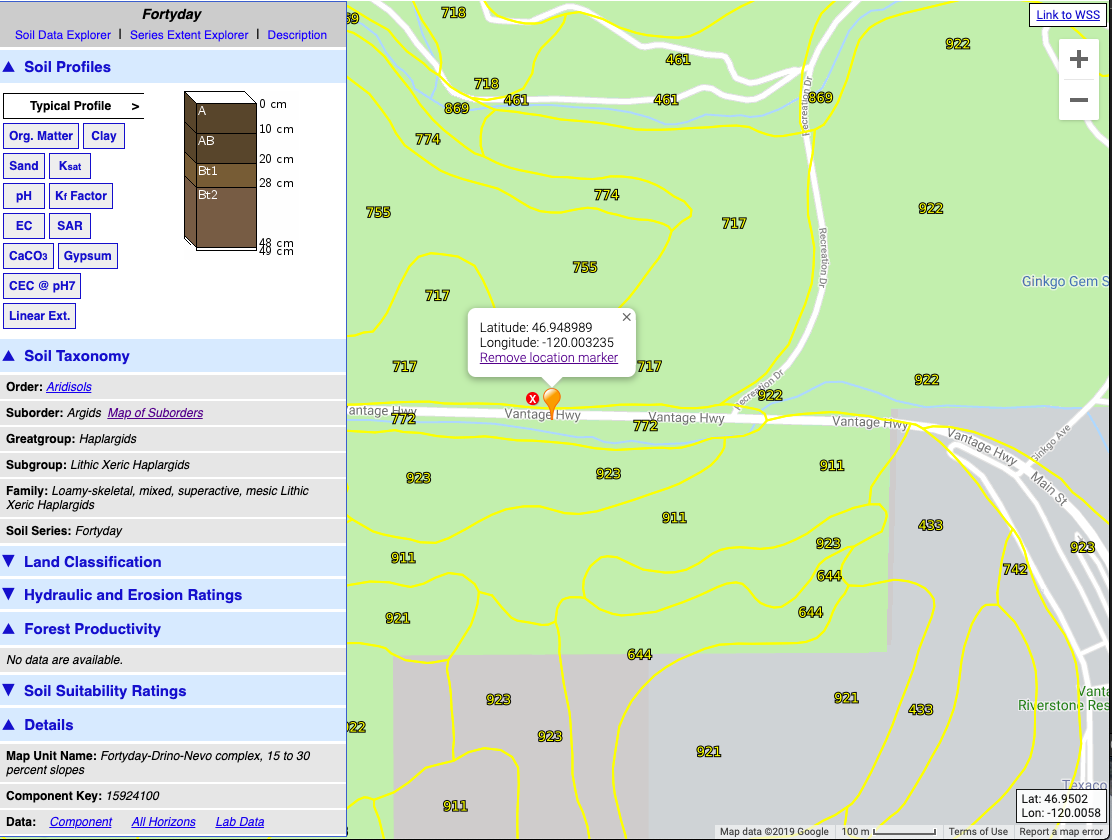 Fortyday
Soil Data Explorer | Series Extent Explorer | Description
▲ Soil Profiles
Typical Profile >
Org. Matter Clay
Sand Ksat
pH Kf Factor
EC SAR
CaCO3 Gypsum
CEC @ pH7
Linear Ext.
A
AB
Bt1
Bt2
0 cm
10 cm
20 cm
28 cm
48 cm
49 cm
▲ Soil Taxonomy
Order: Aridisols
Suborder: Argids Map of Suborders
Greatgroup: Haplargids
Subgroup: Lithic Xeric Haplargids
Family: Loamy-skeletal, mixed, superactive, mesic Lithic
Xeric Haplargids
Soil Series: Fortyday
▼ Land Classification
▼ Hydraulic and Erosion Ratings
▲ Forest Productivity
No data are available.
▼ Soil Suitability Ratings
▲ Details
Map Unit Name: Fortyday-Drino-Nevo complex, 15 to 30
percent slopes
Component Key: 15924100
Data: Component All Horizons Lab Data
Link to WSS
+
−
69 718
922
461
718
869 461 461 869
774
Recreation Dr
774
755 717 922
Recreation Dr
755
Ginkgo Gem S
717
Latitude: 46.948989
Longitude: -120.003235
Remove location marker
×
717 717
922
Recreation Dr
922
X
Vantage Hwy Vantage Hwy Vantage Hwy Vantage Hwy Vantage Hwy
772 772
Ginkgo Ave
Main St
923 923 911
911 433
911 923 923
644 742
921 644
644
923 921 433
Vanta
Riverstone Res
22 923 921
Texaco
911
Lat: 46.9502
Lon: -120.0058
Map data ©2019 Google 100 m Terms of Use Report a map error